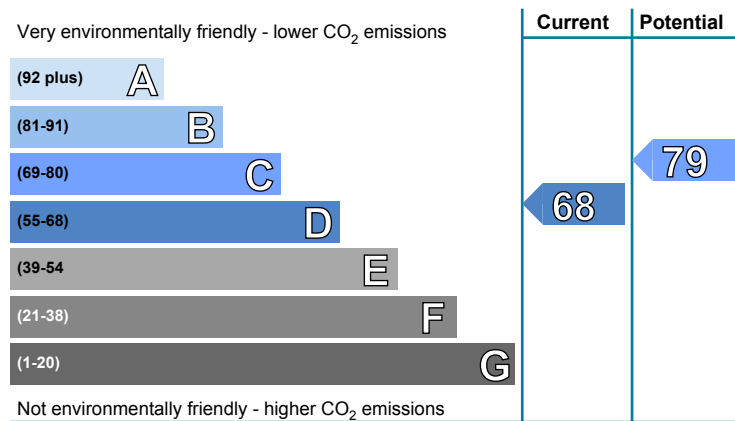 Current Potential
Very environmentally friendly - lower CO₂ emissions
(92 plus) A
(81-91) B
(69-80) C
79
(55-68) D
68
(39-54 E
(21-38) F
(1-20) G
Not environmentally friendly - higher CO₂ emissions